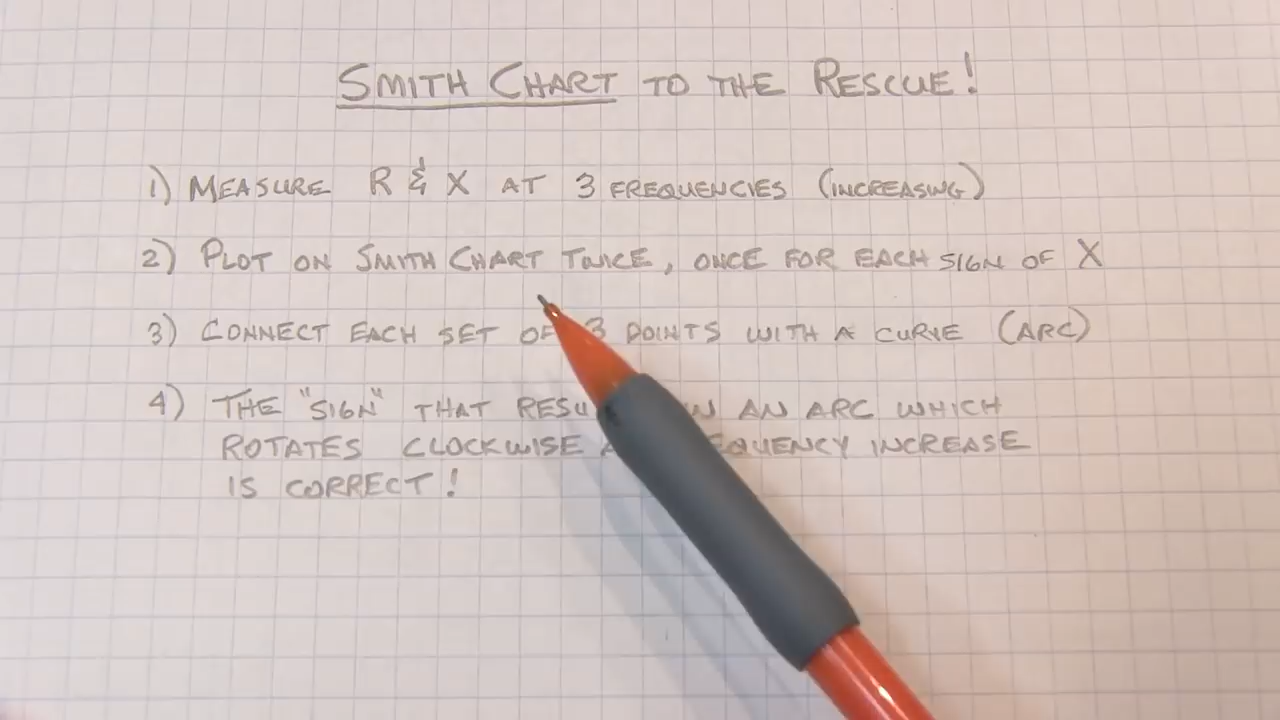 SMITH CHART TO THE RESCUE!
1) MEASURE R & X AT 3 FREQUENCIES (INCREASING)
2) PLOT ON SMITH CHART TWICE, ONCE FOR EACH SIGN OF X
3) CONNECT EACH SET OF 3 POINTS WITH A CURVE (ARC)
4) THE "SIGN" THAT AN ARC WHICH
ROTATES CLOCKWISE INCREASE
IS CORRECT!